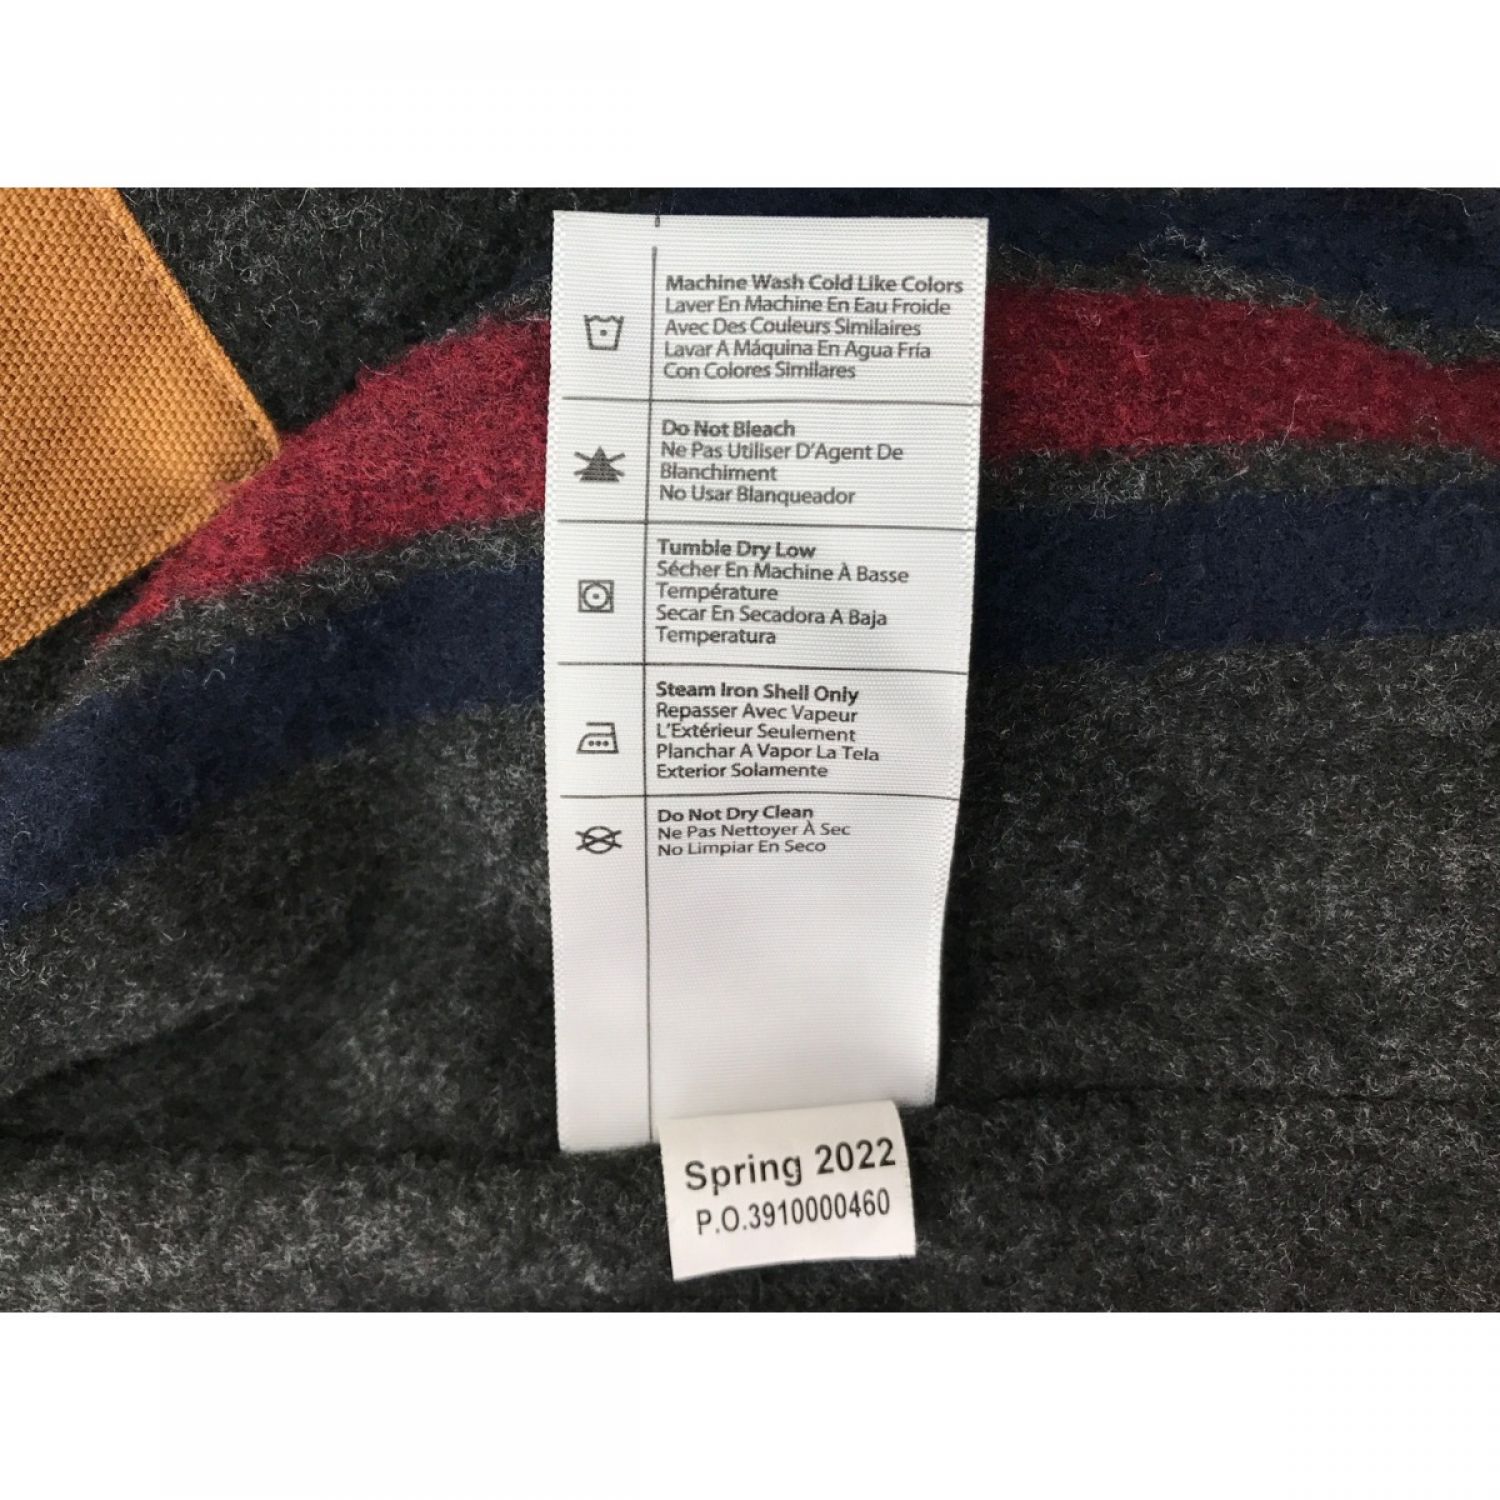 Machine Wash Cold Like Colors
Laver En Machine En Eau Froide
Avec Des Couleurs Similaires
Lavar A Máquina En Agua Fría
Con Colores Similares
Do Not Bleach
Ne Pas Utiliser D'Agent De
Blanchiment
No Usar Blanqueador
Tumble Dry Low
Sécher En Machine À Basse
Température
Secar En Secadora A Baja
Temperatura
Steam Iron Shell Only
Repasser Avec Vapeur
L'Extérieur Seulement
Planchar A Vapor La Tela
Exterior Solamente
Do Not Dry Clean
Ne Pas Nettoyer À Sec
No Limpiar En Seco
Spring 2022
P.O.3910000460